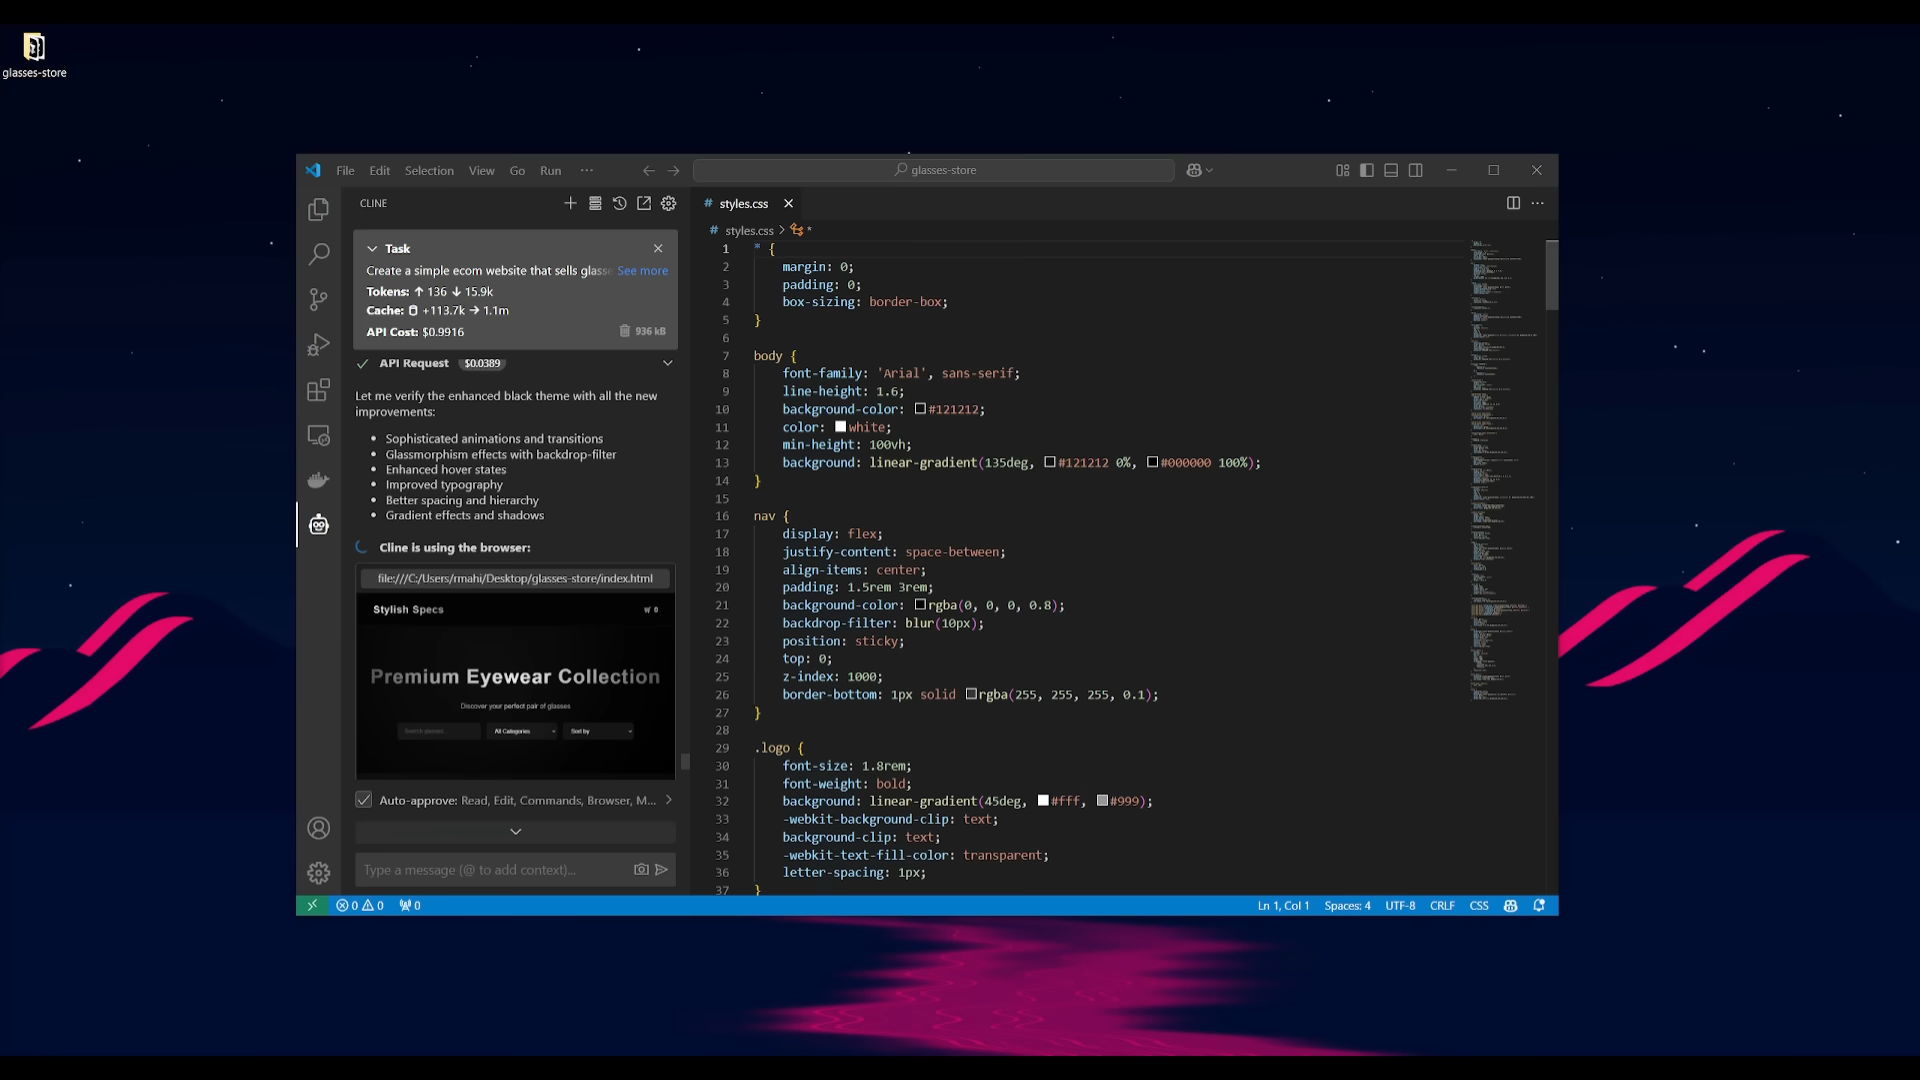 glasses-store
File Edit Selection View Go Run ···
glasses-store
CLINE
Task
Create a simple ecom website that sells glass See more
Tokens: ↑ 136 ↓ 15.9k
Cache: +113.7k → 1.1m
API Cost: $0.9916 936 kB
API Request $0.0389
Let me verify the enhanced black theme with all the new
improvements:
• Sophisticated animations and transitions
• Glassmorphism effects with backdrop-filter
• Enhanced hover states
• Improved typography
• Better spacing and hierarchy
• Gradient effects and shadows
Cline is using the browser:
file:///C:/Users/rmahi/Desktop/glasses-store/index.html
Stylish Specs 0
Premium Eyewear Collection
Discover your perfect pair of glasses
Search glasses All Categories Sort by
Auto-approve: Read, Edit, Commands, Browser, M...
Type a message (@ to add context)...
# styles.css
# styles.css > *
1 * {
2 margin: 0;
3 padding: 0;
4 box-sizing: border-box;
5 }
6
7 body {
8 font-family: 'Arial', sans-serif;
9 line-height: 1.6;
10 background-color: #121212;
11 color: white;
12 min-height: 100vh;
13 background: linear-gradient(135deg, #121212 0%, #000000 100%);
14 }
15
16 nav {
17 display: flex;
18 justify-content: space-between;
19 align-items: center;
20 padding: 1.5rem 3rem;
21 background-color: rgba(0, 0, 0, 0.8);
22 backdrop-filter: blur(10px);
23 position: sticky;
24 top: 0;
25 z-index: 1000;
26 border-bottom: 1px solid rgba(255, 255, 255, 0.1);
27 }
28
29 .logo {
30 font-size: 1.8rem;
31 font-weight: bold;
32 background: linear-gradient(45deg, #fff, #999);
33 -webkit-background-clip: text;
34 background-clip: text;
35 -webkit-text-fill-color: transparent;
36 letter-spacing: 1px;
37 }
0 0 0 Ln 1, Col 1 Spaces: 4 UTF-8 CRLF CSS